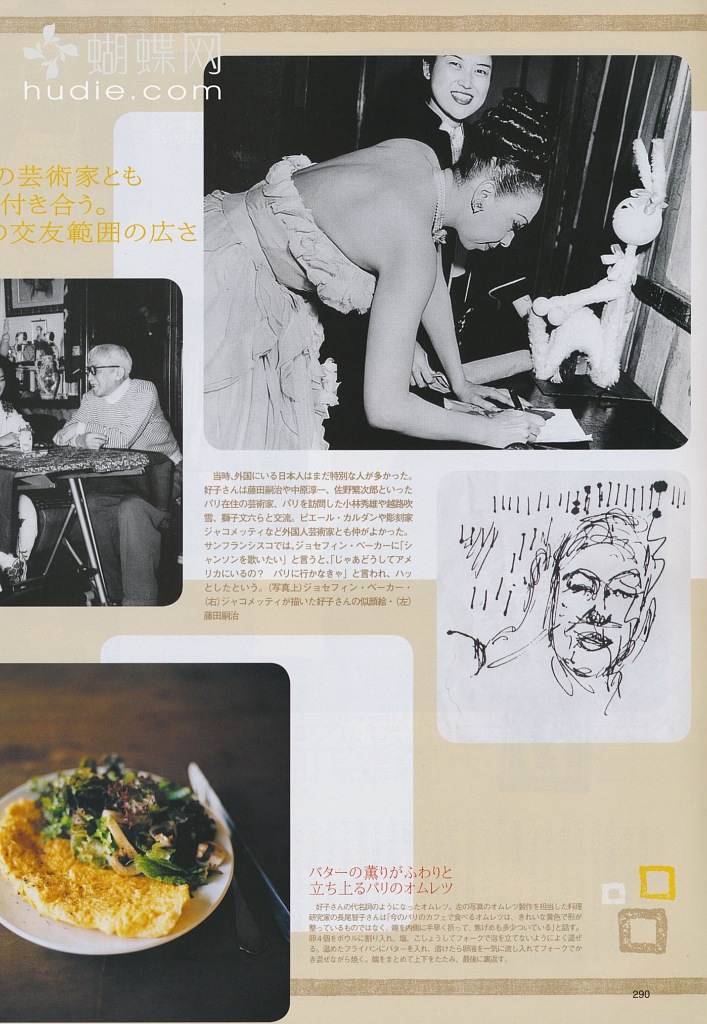 蝴蝶网
hudie.com
の芸術家とも
付き合う。
の交友範囲の広さ
当時、外国にいる日本人はまだ特別な人が多かった。
好子さんは藤田嗣治や中原淳一、佐野繁次郎といった
パリ在住の芸術家、パリを訪問した小林秀雄や越路吹
雪、獅子文六らと交流。ピエール・カルダンや彫刻家
ジャコメッティなど外国人芸術家とも仲がよかった。
サンフランシスコでは、ジョセフィン・ベーカーに「シ
ャンソンを歌いたい」と言うと、「じゃあどうしてアメ
リカにいるの？　パリに行かなきゃ」と言われ、ハッ
としたという。（写真上）ジョセフィン・ベーカー・
（右）ジャコメッティが描いた好子さんの似顔絵・（左）
藤田嗣治
バターの薫りがふわりと
立ち上るパリのオムレツ
好子さんの代名詞のようになったオムレツ。左の写真のオムレツ製作を担当した料理
研究家の長尾智子さんは「今のパリのカフェで食べるオムレツは、きれいな黄色で形が
整っているものではなく、端を内側に手早く折って、焦げめも多少ついている」と話す。
卵4個をボウルに割り入れ、塩、こしょうしてフォークで泡を立てないようによく混ぜ
る。温めたフライパンにバターを入れ、溶けたら卵液を一気に流し入れてフォークでか
き混ぜながら焼く。端をまとめて上下をたたみ、最後に裏返す。
290